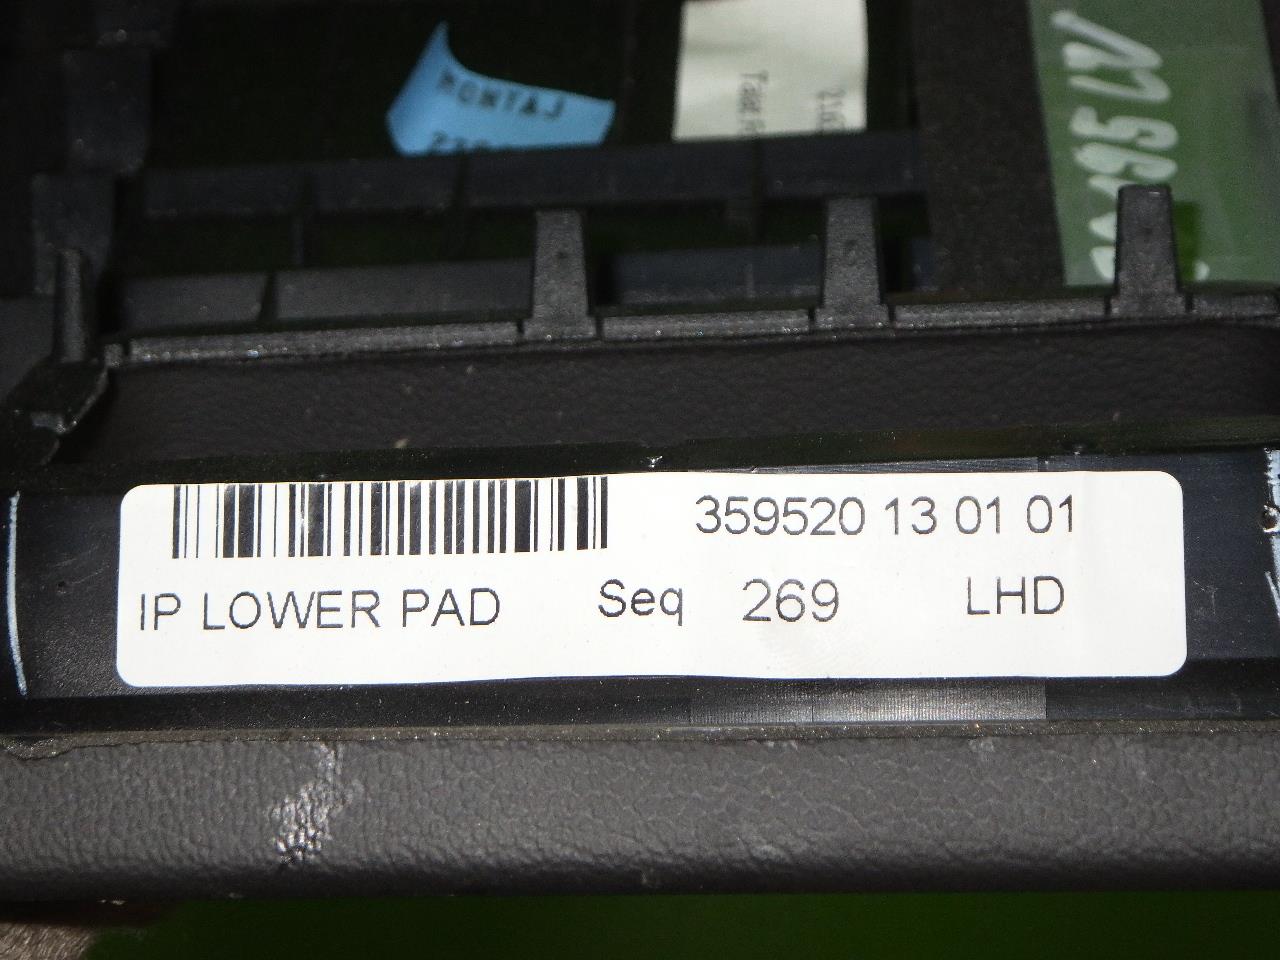 MONTAJ
359520 13 01 01
IP LOWER PAD Seq 269 LHD